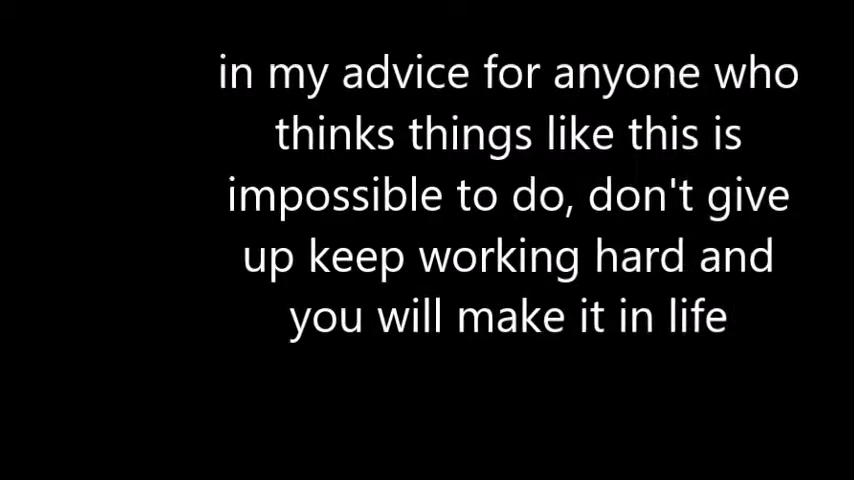 in my advice for anyone who
thinks things like this is
impossible to do, don't give
up keep working hard and
you will make it in life